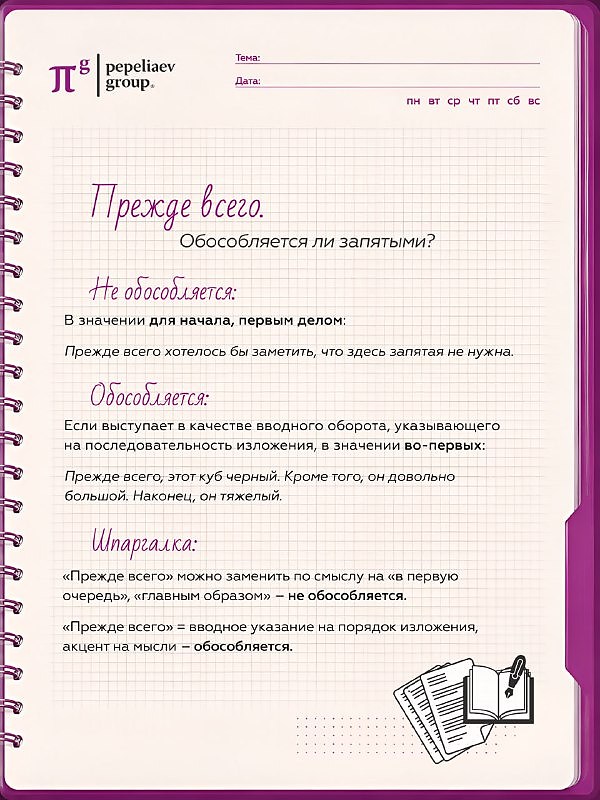 πg pepeliaev
group®
Тема:
Дата:
пн вт ср чт пт сб вс
Прежде всего.
Обособляется ли запятыми?
Не обособляется:
В значении для начала, первым делом:
Прежде всего хотелось бы заметить, что здесь запятая не нужна.
Обособляется:
Если выступает в качестве вводного оборота, указывающего
на последовательность изложения, в значении во-первых:
Прежде всего, этот куб черный. Кроме того, он довольно
большой. Наконец, он тяжелый.
Шпаргалка:
«Прежде всего» можно заменить по смыслу на «в первую
очередь», «главным образом» – не обособляется.
«Прежде всего» = вводное указание на порядок изложения,
акцент на мысли – обособляется.